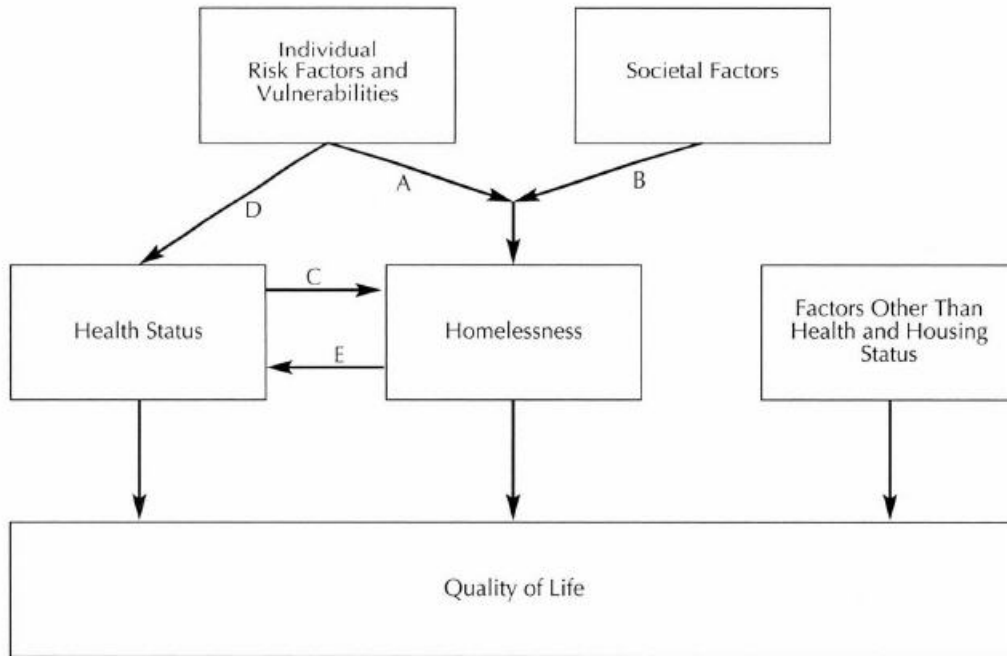 Individual
Risk Factors and
Vulnerabilities
Societal Factors
A
B
D
C
Health Status
Homelessness
Factors Other Than
Health and Housing
Status
E
Quality of Life